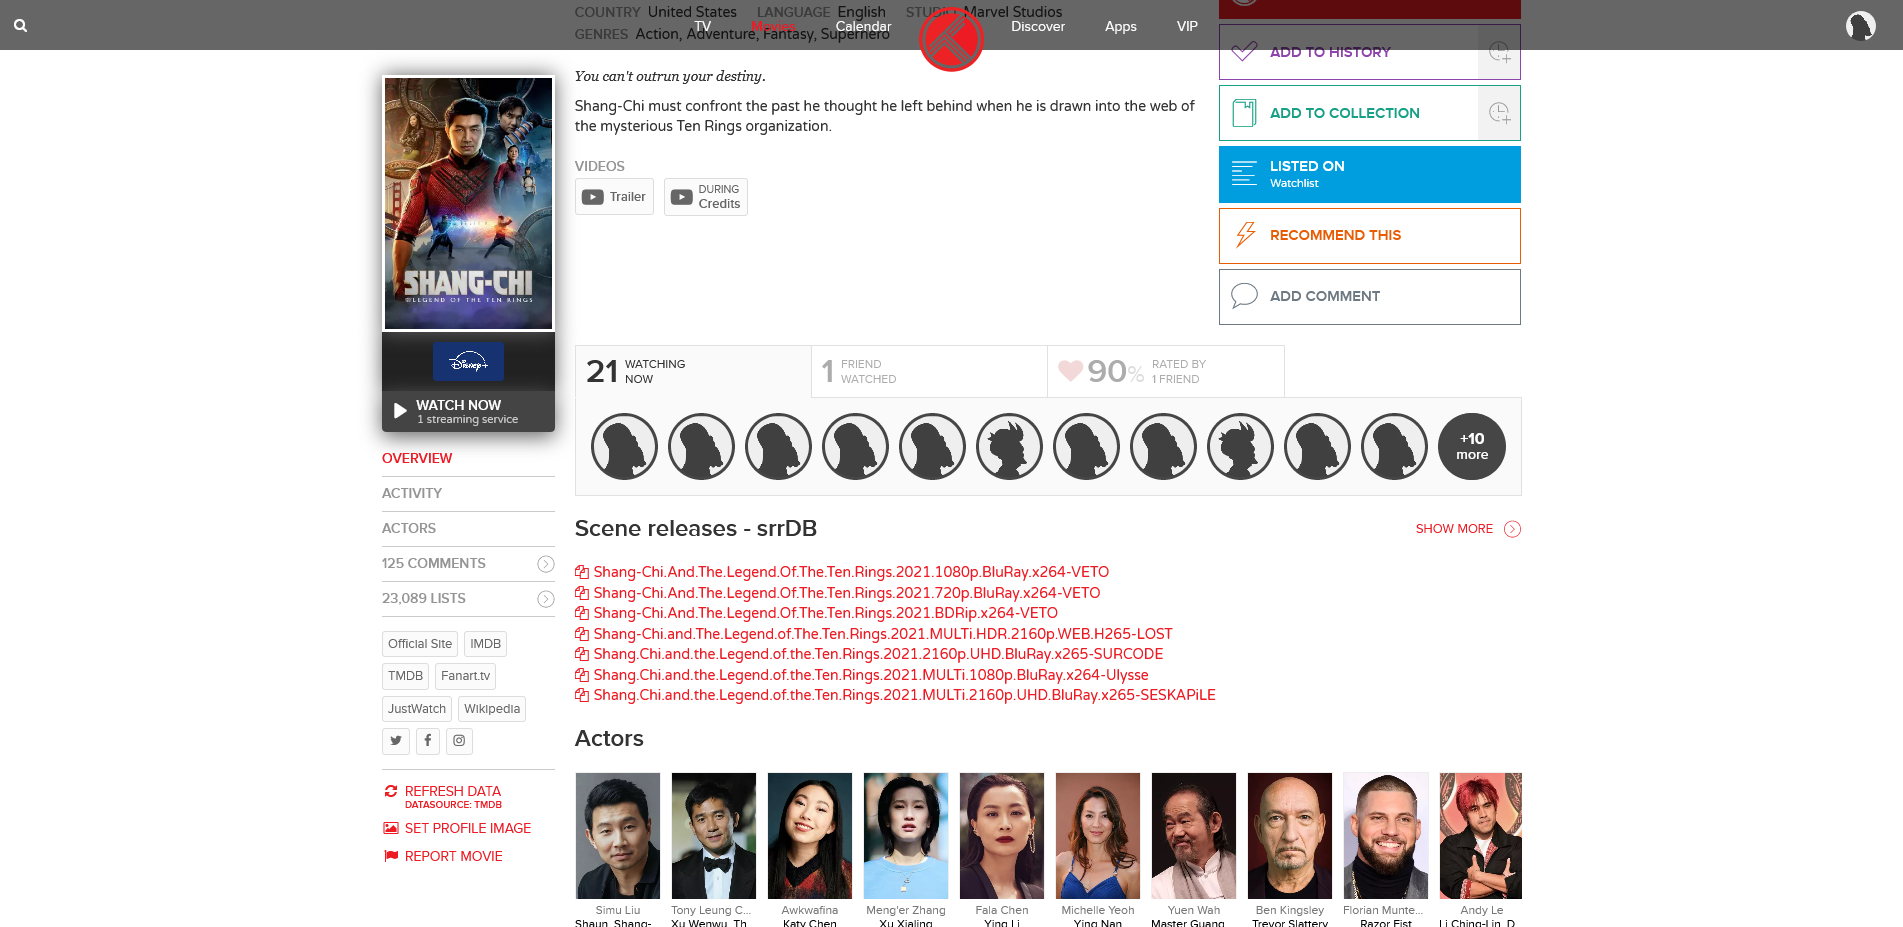 COUNTRY United States LANGUAGE English STUDIO Marvel Studios
GENRES Action, Adventure, Fantasy, Superhero
TV Movies Calendar Discover Apps VIP
You can't outrun your destiny.
Shang-Chi must confront the past he thought he left behind when he is drawn into the web of
the mysterious Ten Rings organization.
VIDEOS
Trailer
DURING
Credits
ADD TO HISTORY
ADD TO COLLECTION
LISTED ON
Watchlist
RECOMMEND THIS
ADD COMMENT
SHANG-CHI
AND THE LEGEND OF THE TEN RINGS
Disney+
WATCH NOW
1 streaming service
OVERVIEW
ACTIVITY
ACTORS
125 COMMENTS
23,089 LISTS
Official Site IMDB
TMDB Fanart.tv
JustWatch Wikipedia
REFRESH DATA
DATASOURCE: TMDB
SET PROFILE IMAGE
REPORT MOVIE
21 WATCHING NOW
1 FRIEND WATCHED
90% RATED BY 1 FRIEND
+10
more
Scene releases - srrDB
SHOW MORE
Shang-Chi.And.The.Legend.Of.The.Ten.Rings.2021.1080p.BluRay.x264-VETO
Shang-Chi.And.The.Legend.Of.The.Ten.Rings.2021.720p.BluRay.x264-VETO
Shang-Chi.And.The.Legend.Of.The.Ten.Rings.2021.BDRip.x264-VETO
Shang-Chi.and.The.Legend.of.The.Ten.Rings.2021.MULTi.HDR.2160p.WEB.H265-LOST
Shang.Chi.and.the.Legend.of.the.Ten.Rings.2021.2160p.UHD.BluRay.x265-SURCODE
Shang.Chi.and.the.Legend.of.the.Ten.Rings.2021.MULTi.1080p.BluRay.x264-Ulysse
Shang.Chi.and.the.Legend.of.the.Ten.Rings.2021.MULTi.2160p.UHD.BluRay.x265-SESKAPiLE
Actors
Simu Liu Tony Leung C... Awkwafina Meng'er Zhang Fala Chen Michelle Yeoh Yuen Wah Ben Kingsley Florian Munte... Andy Le
Shaun, Shang- Xu Wenwu, Th Katy Chen Xu Xialing Ying Li Ying Nan Master Guang Trevor Slattery Razor Fist Li Ching-Lin, D